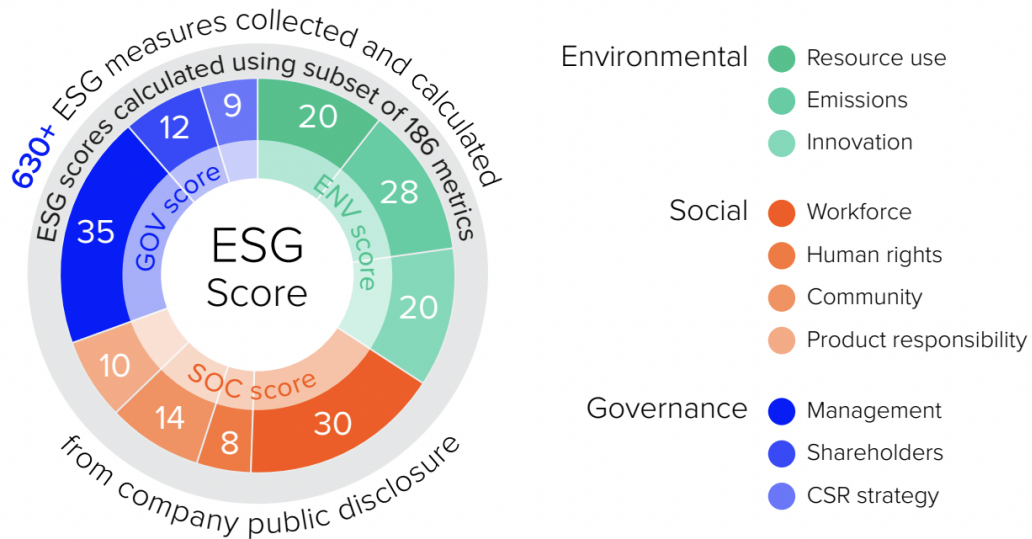 630+ ESG measures collected and calculated
ESG scores calculated using subset of 186 metrics
9
20
12
28
35
20
10
14
8
30
GOV score
ENV score
SOC score
ESG
Score
from company public disclosure
Environmental
Resource use
Emissions
Innovation
Social
Workforce
Human rights
Community
Product responsibility
Governance
Management
Shareholders
CSR strategy